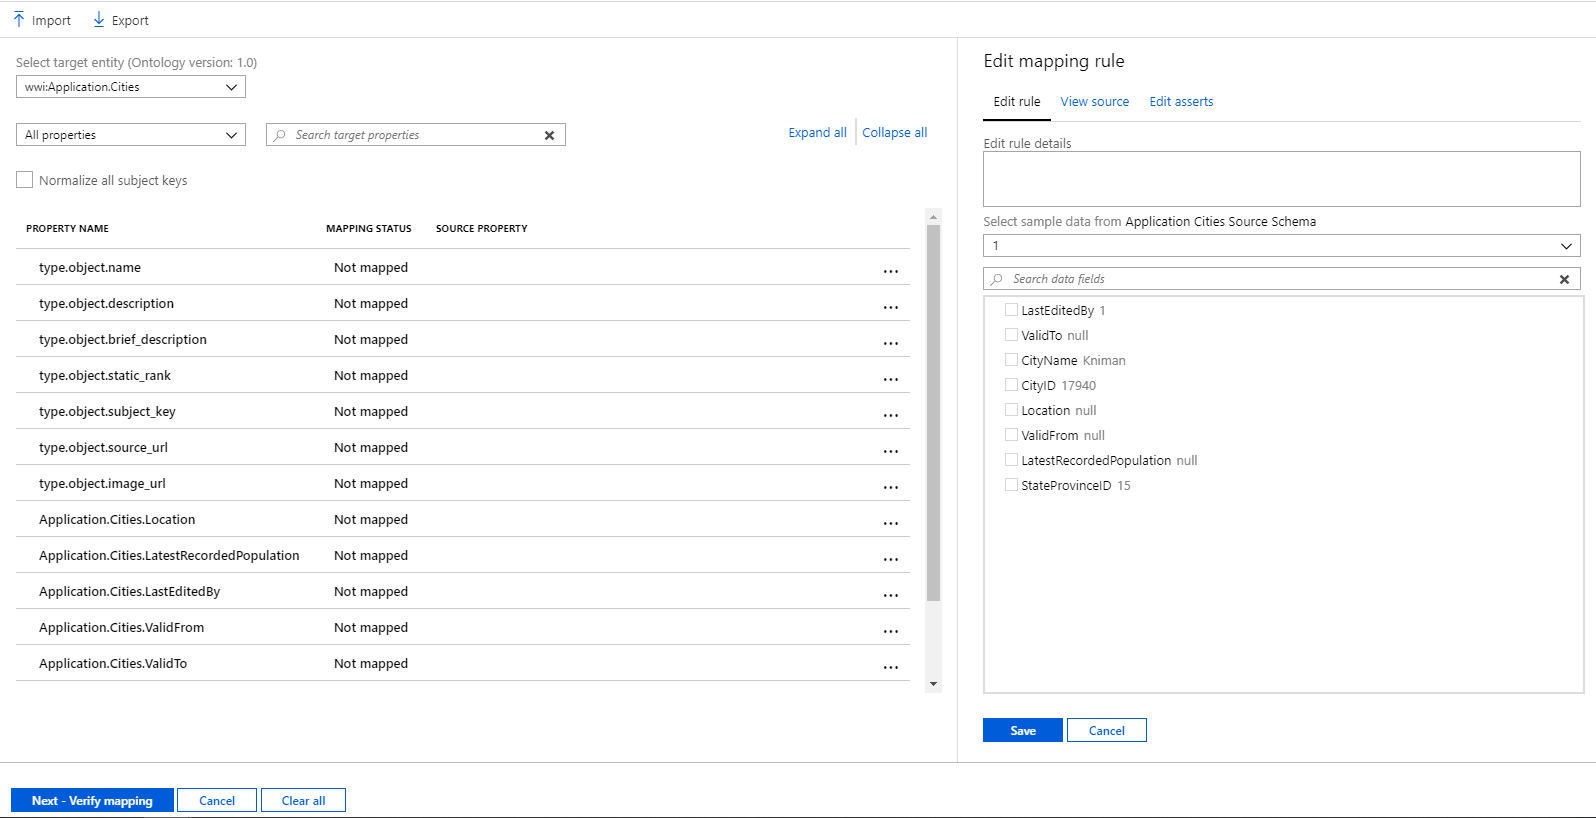 Import Export
Select target entity (Ontology version: 1.0)
wwi:Application.Cities
All properties
Search target properties
Expand all Collapse all
Normalize all subject keys
PROPERTY NAME MAPPING STATUS SOURCE PROPERTY
type.object.name Not mapped ...
type.object.description Not mapped ...
type.object.brief_description Not mapped ...
type.object.static_rank Not mapped ...
type.object.subject_key Not mapped ...
type.object.source_url Not mapped ...
type.object.image_url Not mapped ...
Application.Cities.Location Not mapped ...
Application.Cities.LatestRecordedPopulation Not mapped ...
Application.Cities.LastEditedBy Not mapped ...
Application.Cities.ValidFrom Not mapped ...
Application.Cities.ValidTo Not mapped ...
Edit mapping rule
Edit rule View source Edit asserts
Edit rule details
Select sample data from Application Cities Source Schema
1
Search data fields
LastEditedBy 1
ValidTo null
CityName Kniman
CityID 17940
Location null
ValidFrom null
LatestRecordedPopulation null
StateProvinceID 15
Save Cancel
Next - Verify mapping Cancel Clear all